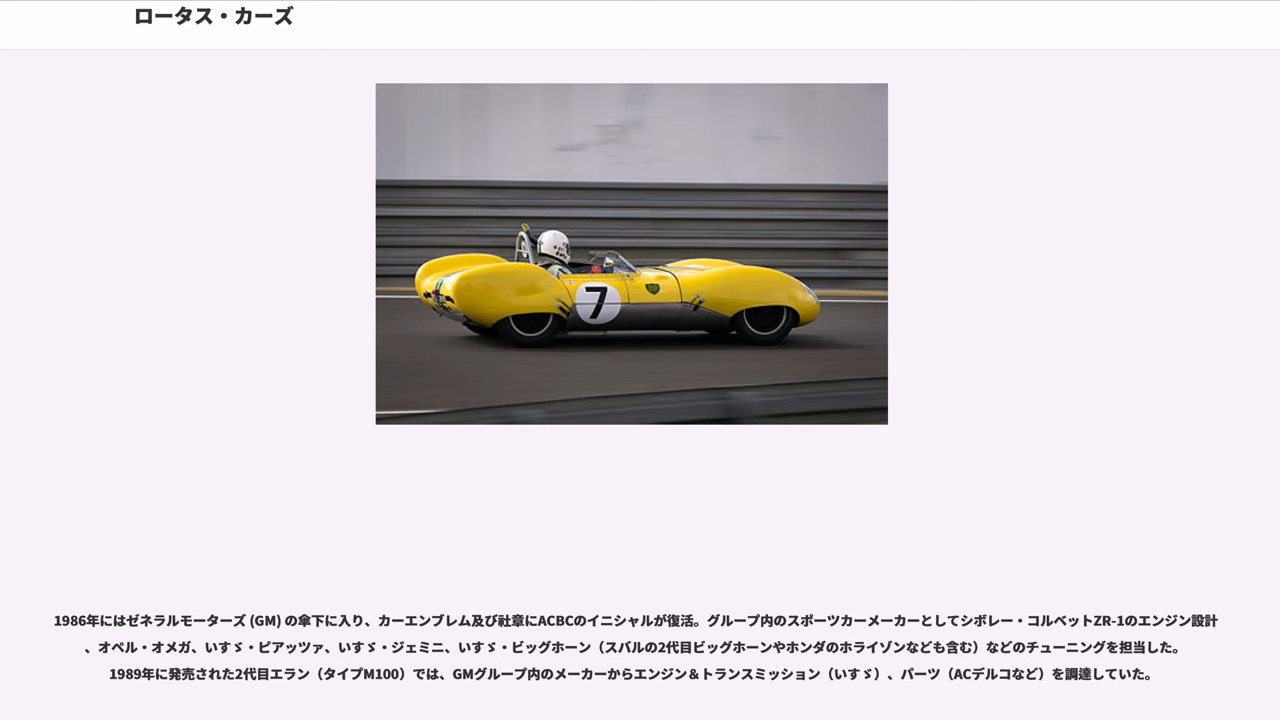 ロータス・カーズ
7
1986年にはゼネラルモーターズ (GM) の傘下に入り、カーエンブレム及び社章にACBCのイニシャルが復活。グループ内のスポーツカーメーカーとしてシボレー・コルベットZR-1のエンジン設計
、オペル・オメガ、いすゞ・ピアッツァ、いすゞ・ジェミニ、いすゞ・ビッグホーン（スバルの2代目ビッグホーンやホンダのホライゾンなども含む）などのチューニングを担当した。
1989年に発売された2代目エラン（タイプM100）では、GMグループ内のメーカーからエンジン＆トランスミッション（いすゞ）、パーツ（ACデルコなど）を調達していた。